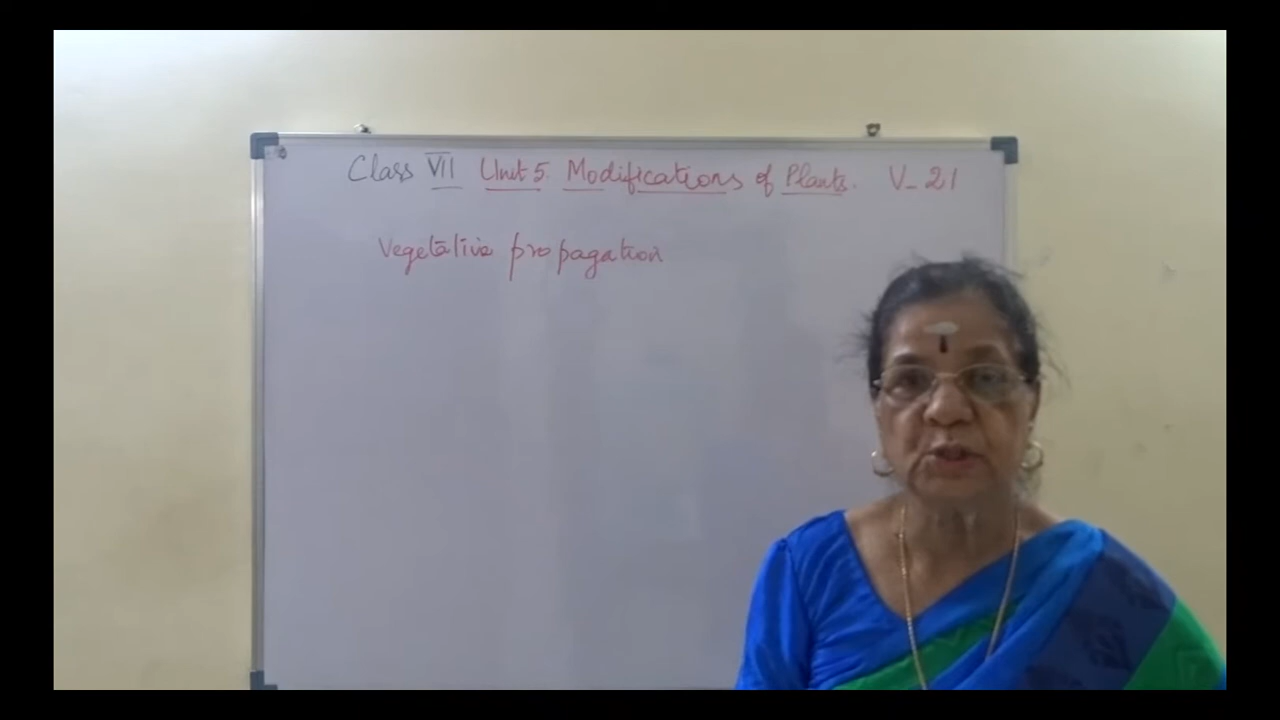 Class VII Unit 5. Modifications of Plants. V-21
Vegetative propagation